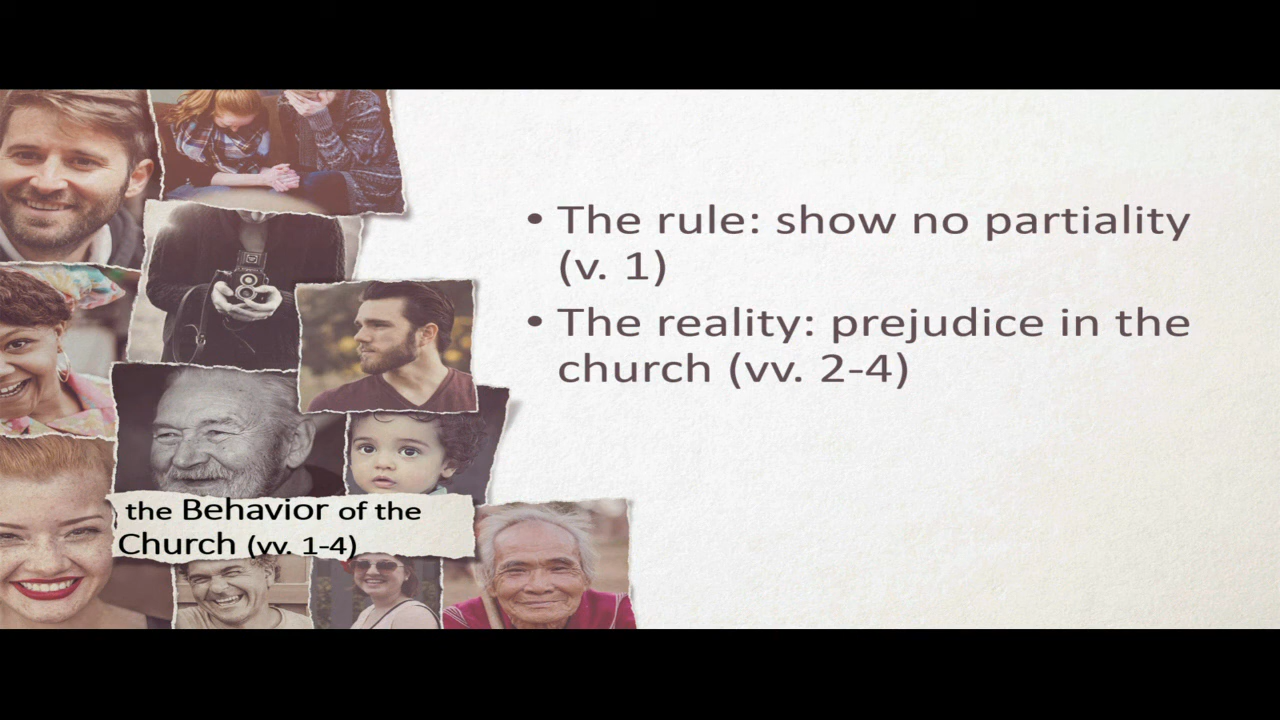 • The rule: show no partiality
(v. 1)
• The reality: prejudice in the
church (vv. 2-4)
the Behavior of the
Church (vv. 1-4)